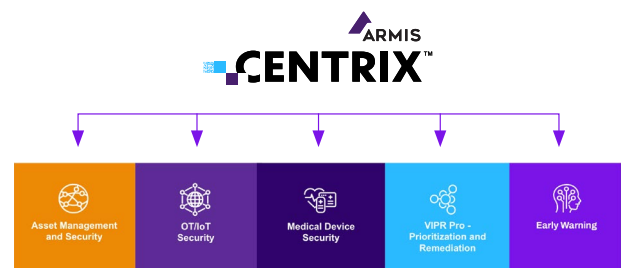 ARMIS
CENTRIX™
Asset Management
and Security
OT/IoT
Security
Medical Device
Security
VIPR Pro -
Prioritization and
Remediation
Early Warning